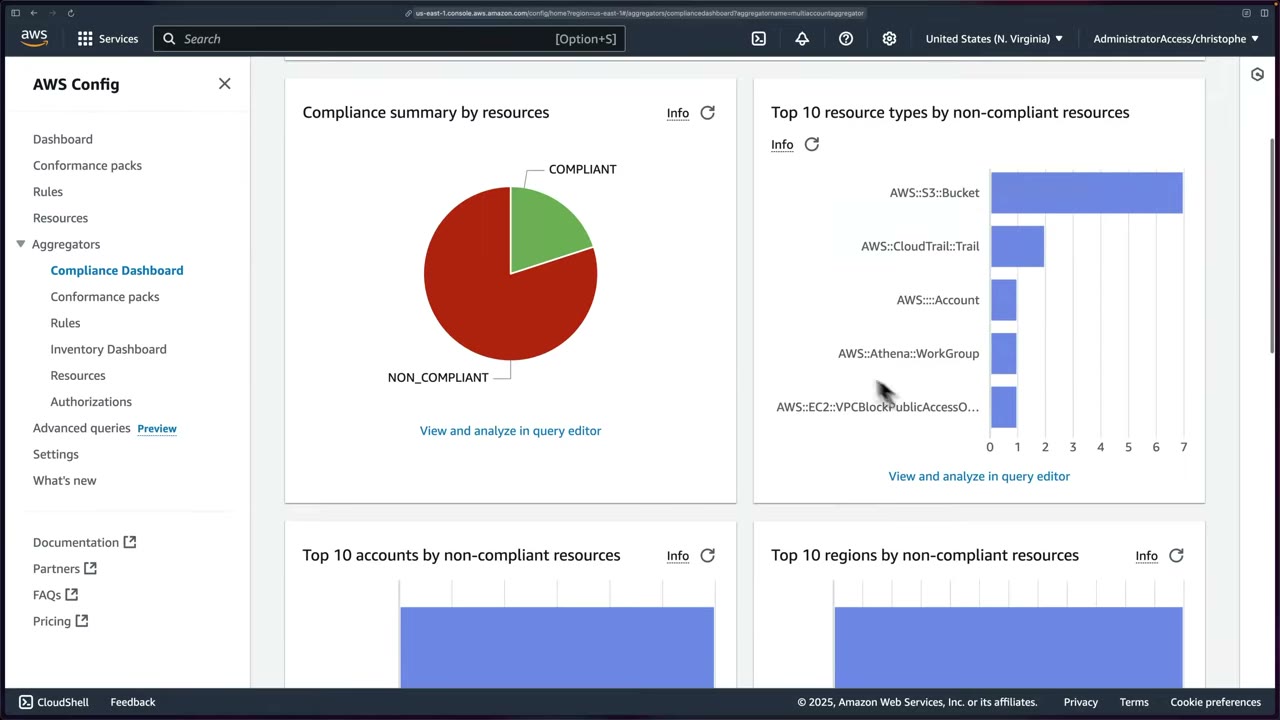 us-east-1.console.aws.amazon.com/config/home?region=us-east-1#/aggregators/compliancedashboard?aggregatorname=multiaccountaggregator
aws
Services
Search
[Option+S]
United States (N. Virginia)
AdministratorAccess/christophe
AWS Config
Dashboard
Conformance packs
Rules
Resources
Aggregators
Compliance Dashboard
Conformance packs
Rules
Inventory Dashboard
Resources
Authorizations
Advanced queries Preview
Settings
What's new
Documentation
Partners
FAQs
Pricing
Compliance summary by resources
Info
COMPLIANT
NON_COMPLIANT
View and analyze in query editor
Top 10 resource types by non-compliant resources
Info
AWS::S3::Bucket
AWS::CloudTrail::Trail
AWS::::Account
AWS::Athena::WorkGroup
AWS::EC2::VPCBlockPublicAccessO...
0 1 2 3 4 5 6 7
View and analyze in query editor
Top 10 accounts by non-compliant resources
Info
Top 10 regions by non-compliant resources
Info
CloudShell
Feedback
© 2025, Amazon Web Services, Inc. or its affiliates.
Privacy
Terms
Cookie preferences